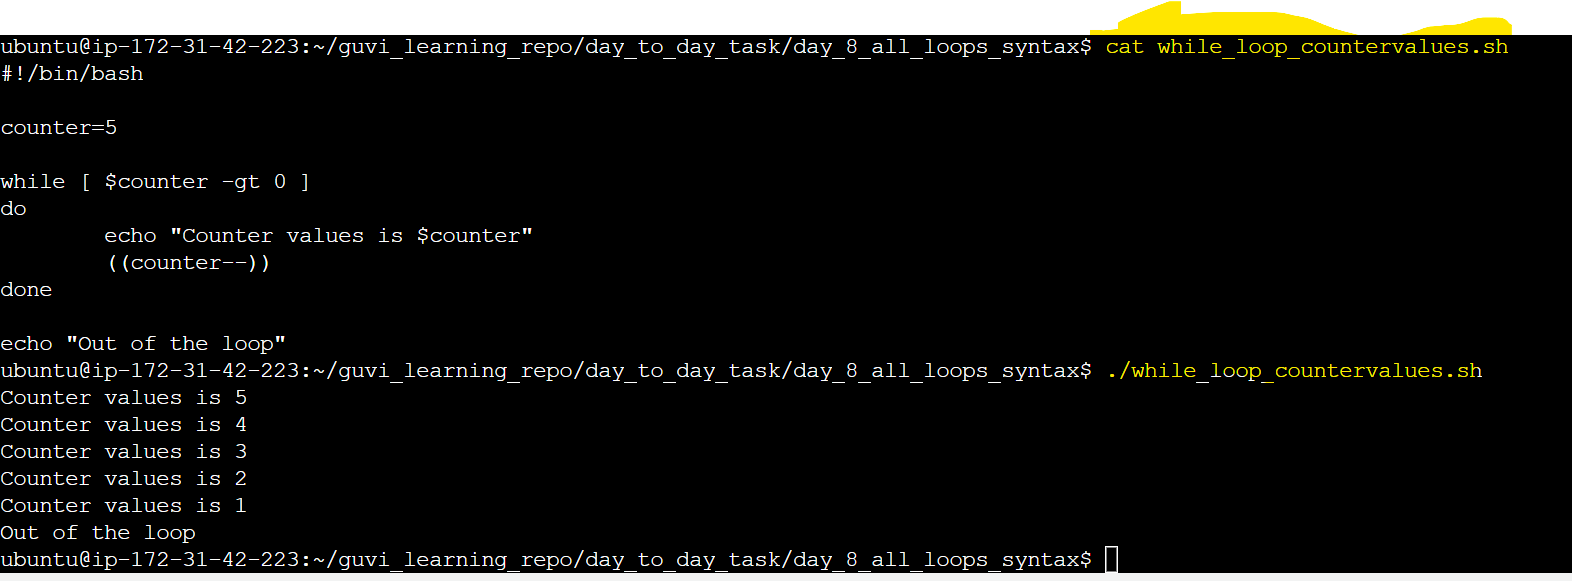 ubuntu@ip-172-31-42-223:~/guvi_learning_repo/day_to_day_task/day_8_all_loops_syntax$ cat while_loop_countervalues.sh
#!/bin/bash
counter=5
while [ $counter -gt 0 ]
do
echo "Counter values is $counter"
((counter--))
done
echo "Out of the loop"
ubuntu@ip-172-31-42-223:~/guvi_learning_repo/day_to_day_task/day_8_all_loops_syntax$ ./while_loop_countervalues.sh
Counter values is 5
Counter values is 4
Counter values is 3
Counter values is 2
Counter values is 1
Out of the loop
ubuntu@ip-172-31-42-223:~/guvi_learning_repo/day_to_day_task/day_8_all_loops_syntax$